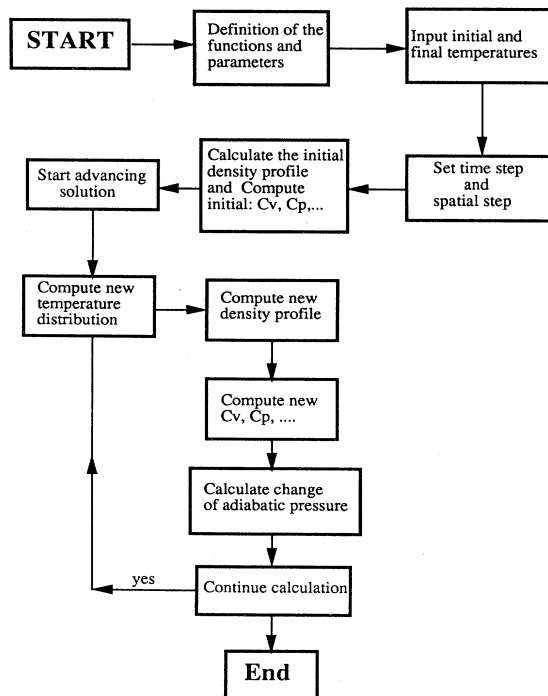 START
Definition of the
functions and
parameters
Input initial and
final temperatures
Set time step
and
spatial step
Calculate the initial
density profile
and Compute
initial: Cv, Cp,...
Start advancing
solution
Compute new
temperature
distribution
Compute new
density profile
Compute new
Cv, Cp, ....
Calculate change
of adiabatic pressure
Continue calculation
yes
End